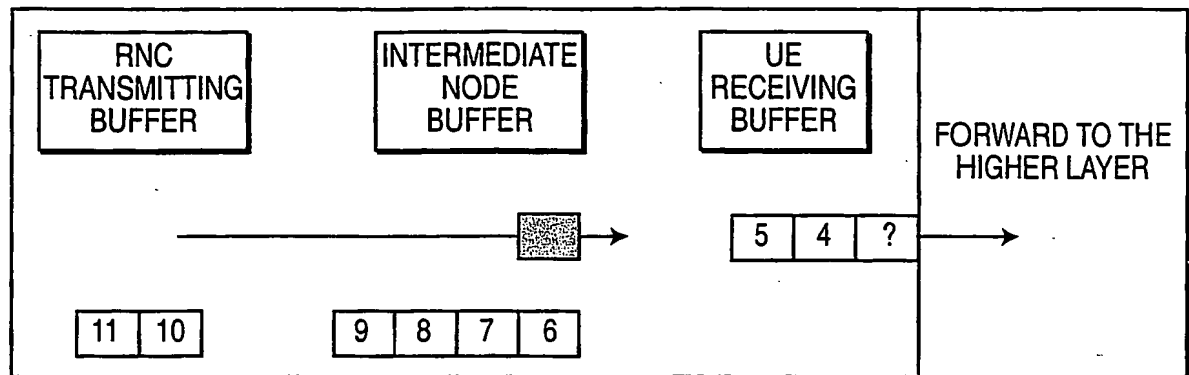 RNC
TRANSMITTING
BUFFER
INTERMEDIATE
NODE
BUFFER
UE
RECEIVING
BUFFER
FORWARD TO THE
HIGHER LAYER
5 4 ?
11 10
9 8 7 6